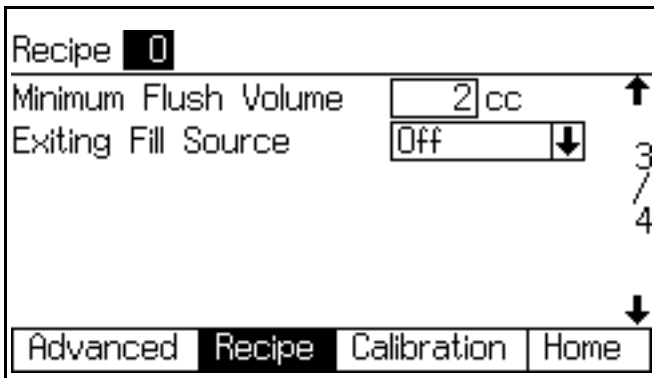 Recipe 0
Minimum Flush Volume 2 cc
Exiting Fill Source Off
3
/
4
Advanced Recipe Calibration Home